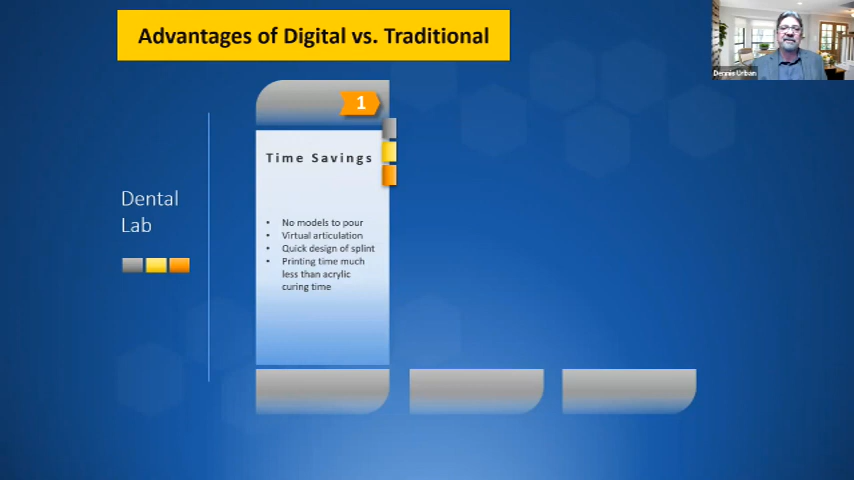 Advantages of Digital vs. Traditional
Dennis Urban
1
Time Savings
Dental
Lab
• No models to pour
• Virtual articulation
• Quick design of splint
• Printing time much
less than acrylic
curing time